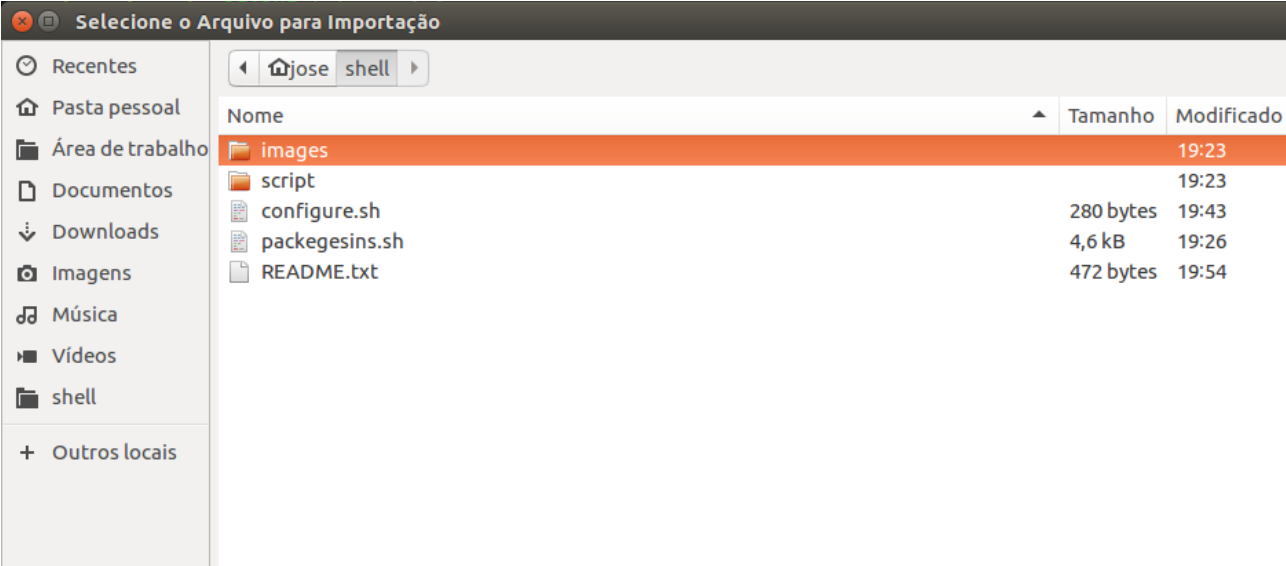 Selecione o Arquivo para Importação
Recentes
Pasta pessoal
Área de trabalho
Documentos
Downloads
Imagens
Música
Vídeos
shell
Outros locais
jose shell
Nome Tamanho Modificado
images 19:23
script 19:23
configure.sh 280 bytes 19:43
packegesins.sh 4,6 kB 19:26
README.txt 472 bytes 19:54